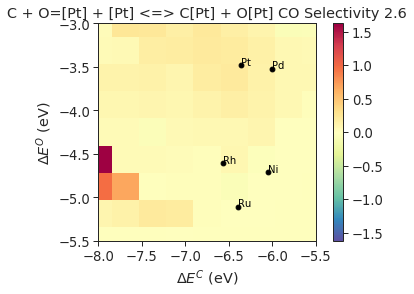 C + O=[Pt] + [Pt] <=> C[Pt] + O[Pt] CO Selectivity 2.6
−3.0
−3.5
−4.0
−4.5
−5.0
−5.5
ΔE^O (eV)
Pt
Pd
Rh
Ni
Ru
−8.0 −7.5 −7.0 −6.5 −6.0 −5.5
ΔE^C (eV)
1.5
1.0
0.5
0.0
−0.5
−1.0
−1.5